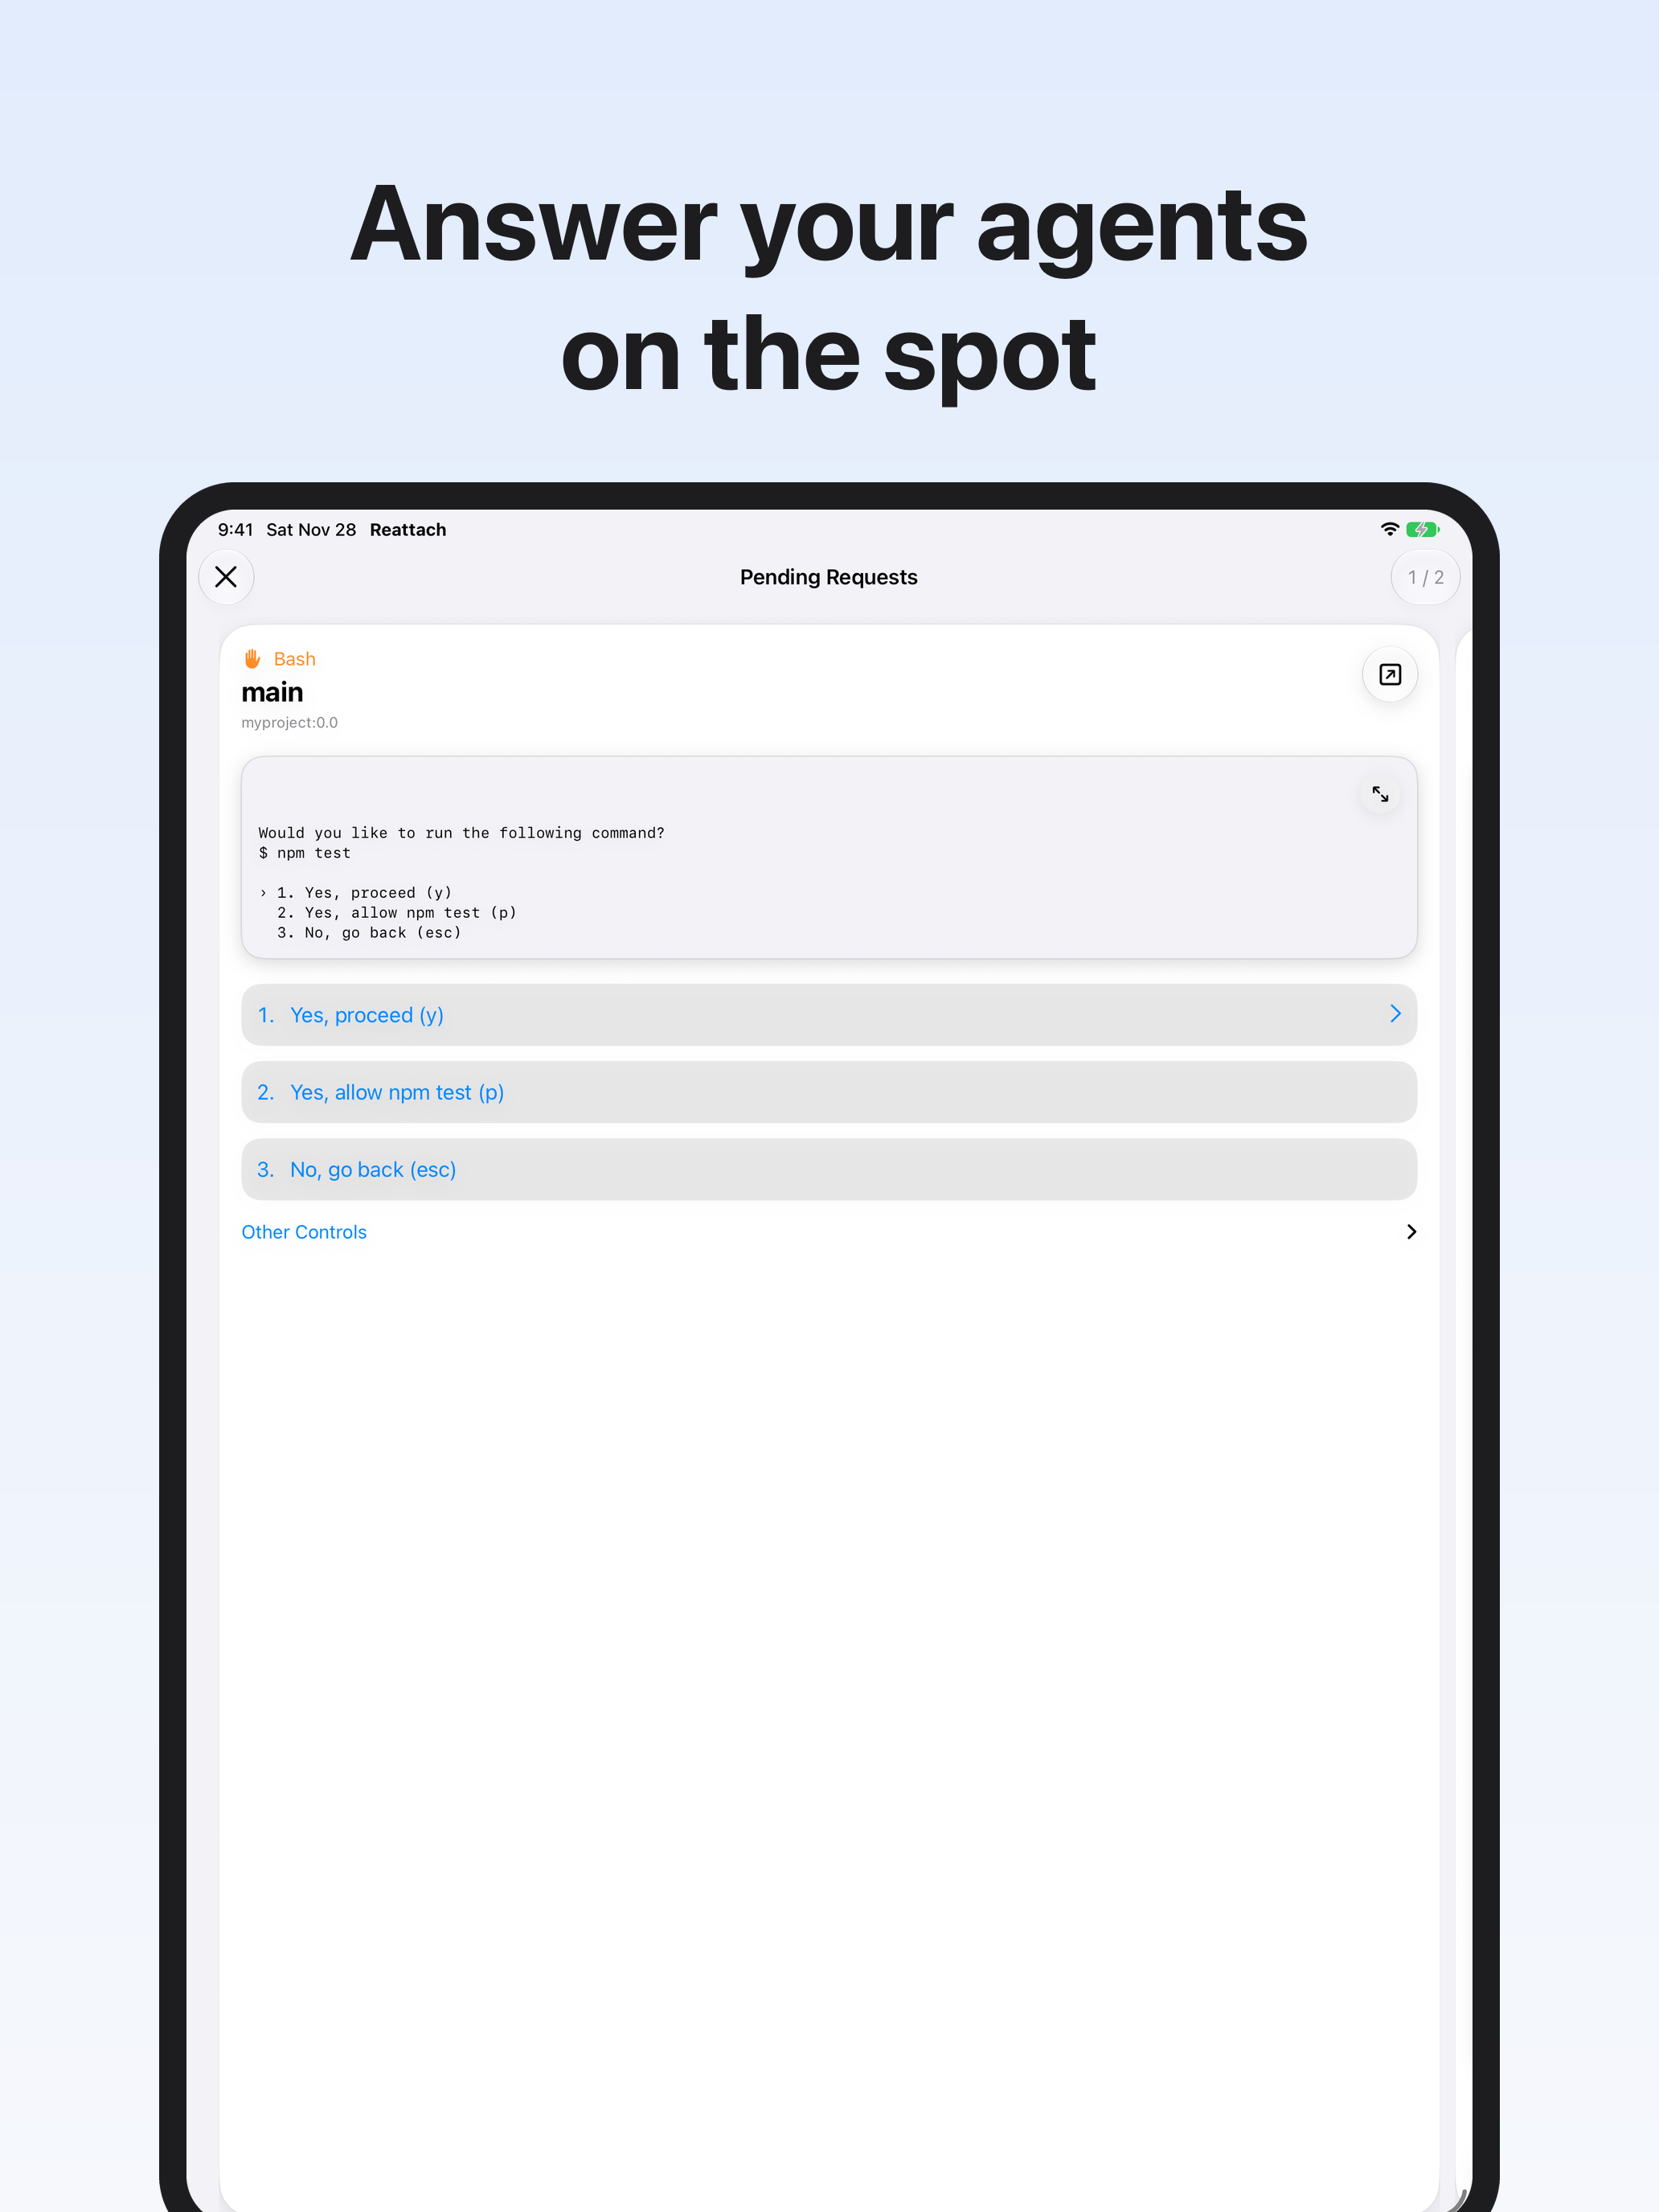 Answer your agents
on the spot
9:41 Sat Nov 28 Reattach
Pending Requests
1 / 2
Bash
main
myproject:0.0
Would you like to run the following command?
$ npm test
› 1. Yes, proceed (y)
2. Yes, allow npm test (p)
3. No, go back (esc)
1. Yes, proceed (y)
2. Yes, allow npm test (p)
3. No, go back (esc)
Other Controls